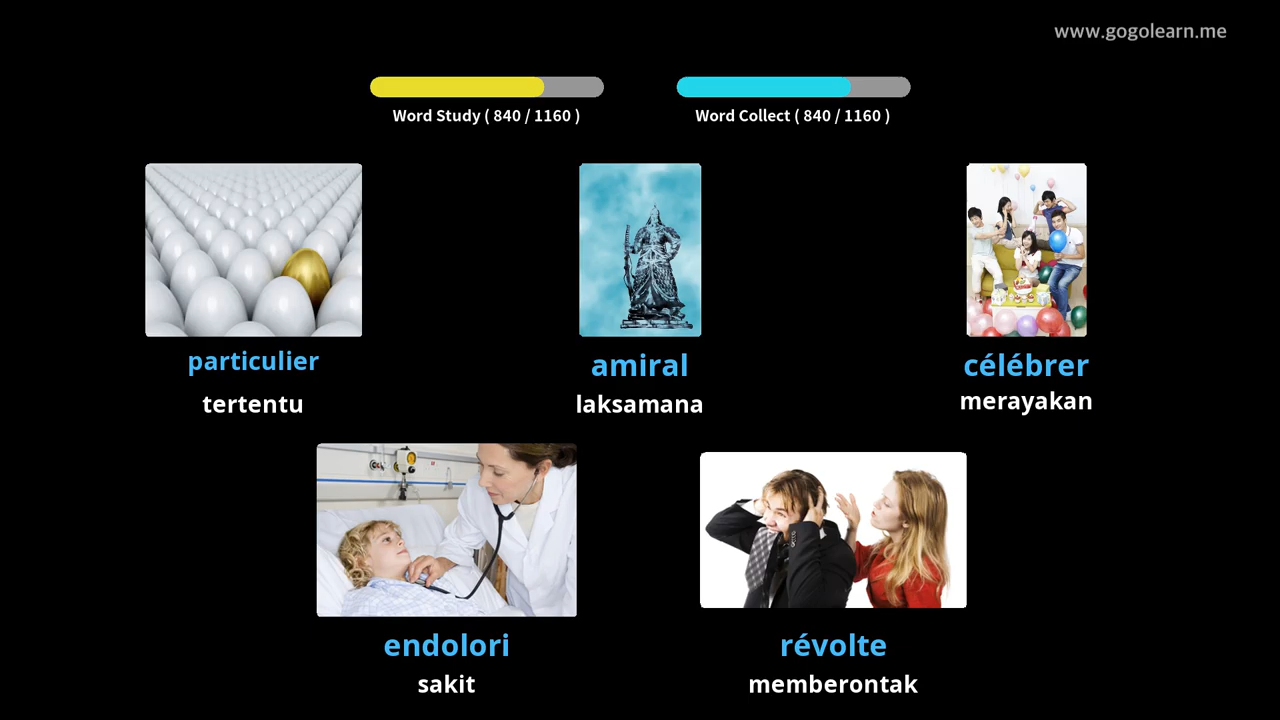 www.gogolearn.me
Word Study ( 840 / 1160 )
Word Collect ( 840 / 1160 )
particulier
tertentu
amiral
laksamana
célébrer
merayakan
endolori
sakit
révolte
memberontak